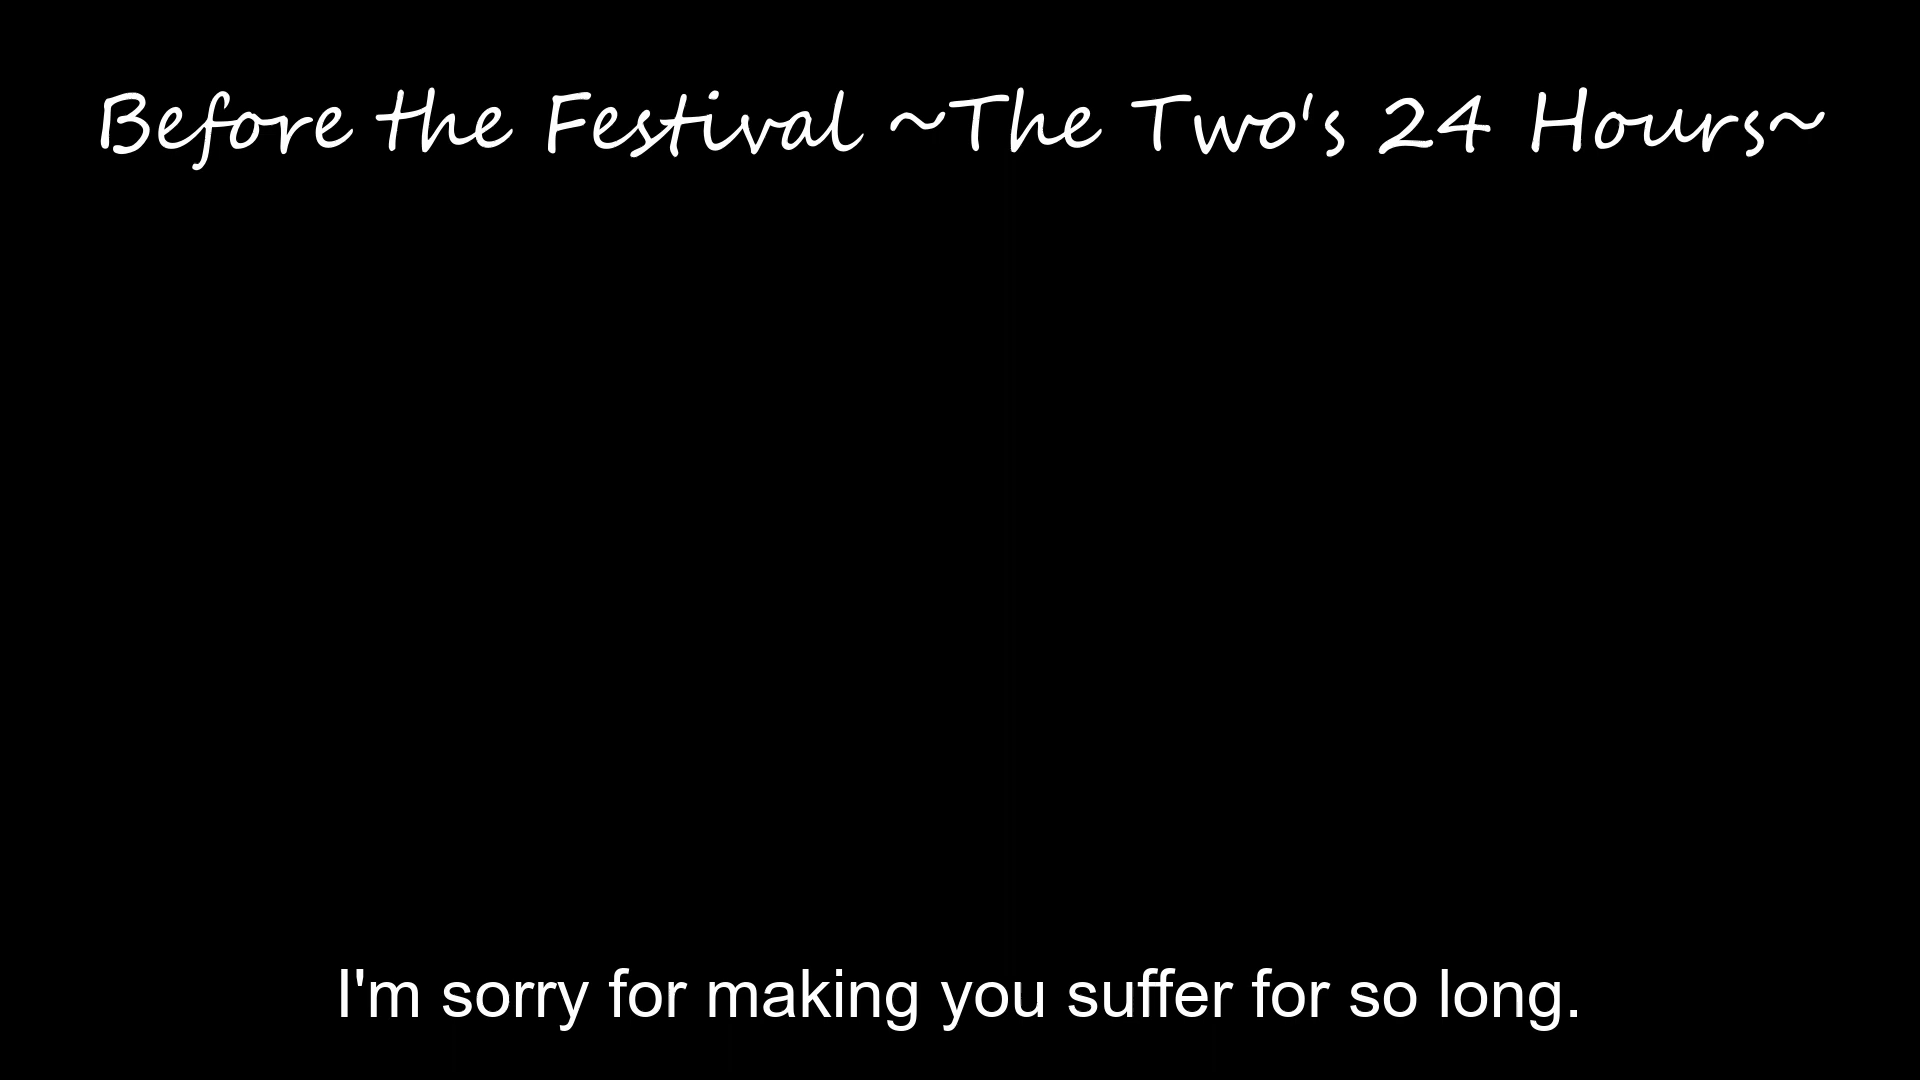 Before the Festival ~The Two's 24 Hours~
I'm sorry for making you suffer for so long.